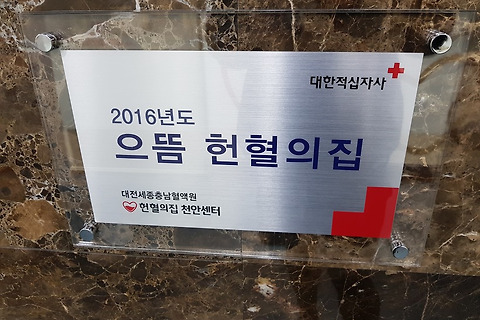 대한적십자사
2016년도
으뜸 헌혈의집
대전세종충남혈액원
헌혈의집 천안센터